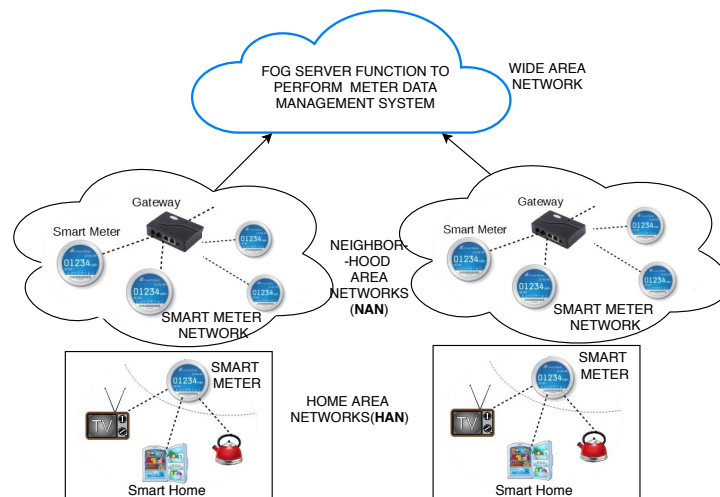 FOG SERVER FUNCTION TO
PERFORM METER DATA
MANAGEMENT SYSTEM
WIDE AREA
NETWORK
Gateway
Smart Meter
01234
01234
01234
01234
SMART METER
NETWORK
NEIGHBOR-
-HOOD
AREA
NETWORKS
(NAN)
Gateway
Smart Meter
01234
01234
01234
01234
SMART METER
NETWORK
SMART
METER
01234
TV
Smart Home
HOME AREA
NETWORKS(HAN)
SMART
METER
01234
TV
Smart Home